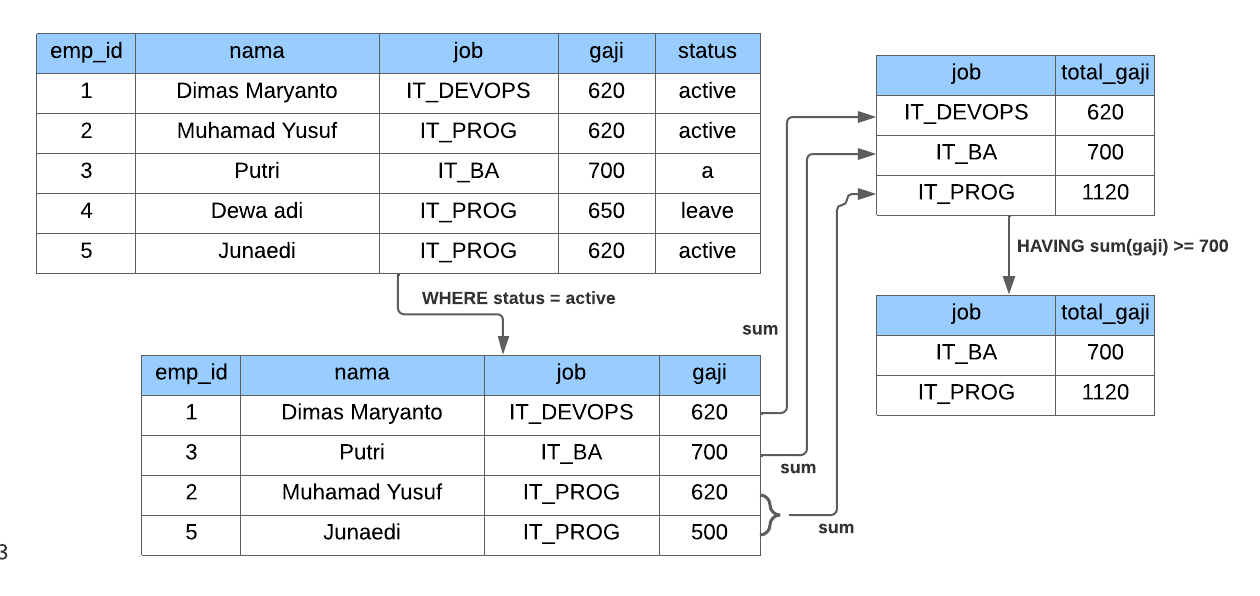 emp_id nama job gaji status
1 Dimas Maryanto IT_DEVOPS 620 active
2 Muhamad Yusuf IT_PROG 620 active
3 Putri IT_BA 700 a
4 Dewa adi IT_PROG 650 leave
5 Junaedi IT_PROG 620 active
WHERE status = active
emp_id nama job gaji
1 Dimas Maryanto IT_DEVOPS 620
3 Putri IT_BA 700
2 Muhamad Yusuf IT_PROG 620
5 Junaedi IT_PROG 500
sum
sum
sum
job total_gaji
IT_DEVOPS 620
IT_BA 700
IT_PROG 1120
HAVING sum(gaji) >= 700
job total_gaji
IT_BA 700
IT_PROG 1120
3